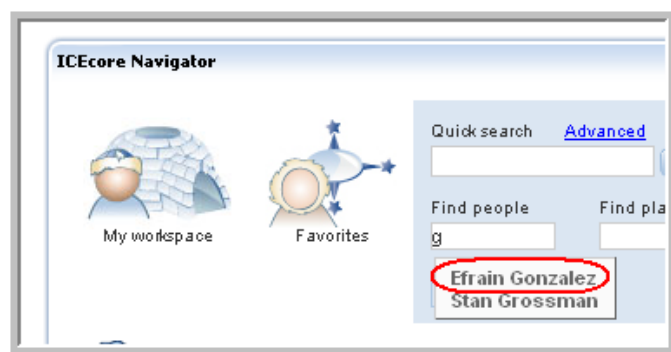 ICEcore Navigator
Quick search Advanced
Find people Find pla
g
My workspace Favorites
Efrain Gonzalez
Stan Grossman